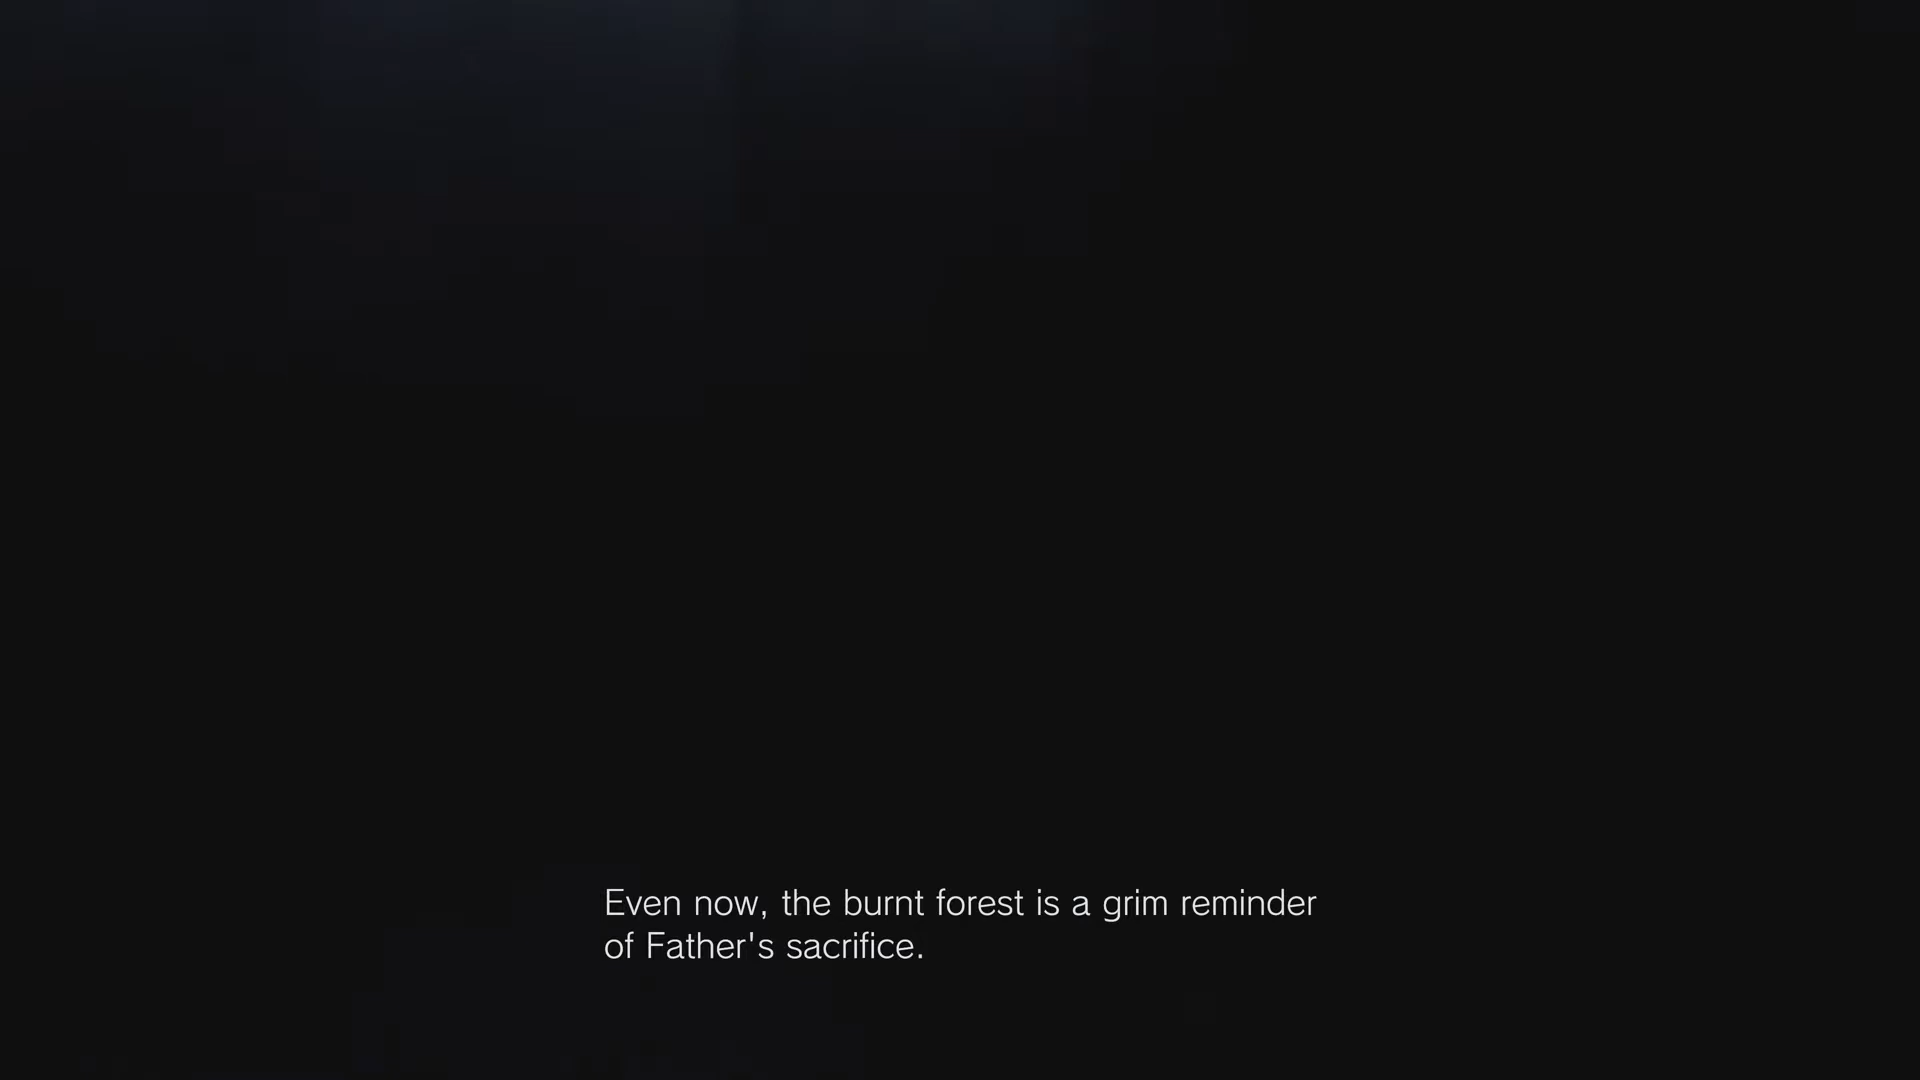 Even now, the burnt forest is a grim reminder
of Father's sacrifice.